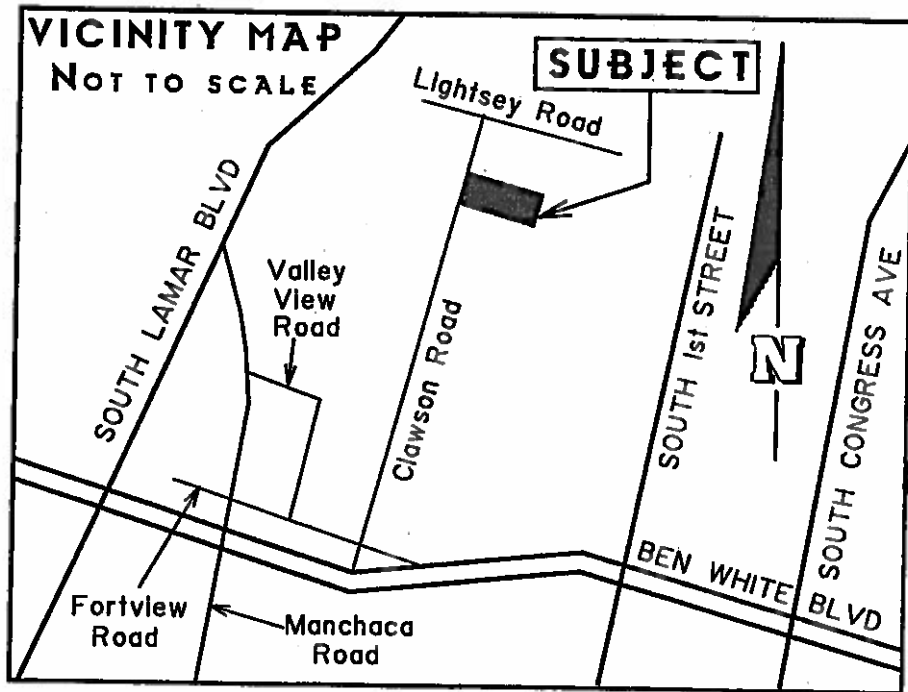 VICINITY MAP
NOT TO SCALE
SUBJECT
Lightsey Road
SOUTH LAMAR BLVD
Valley
View
Road
Clawson Road
SOUTH 1st STREET
N
SOUTH CONGRESS AVE
BEN WHITE BLVD
Fortview
Road
Manchaca
Road